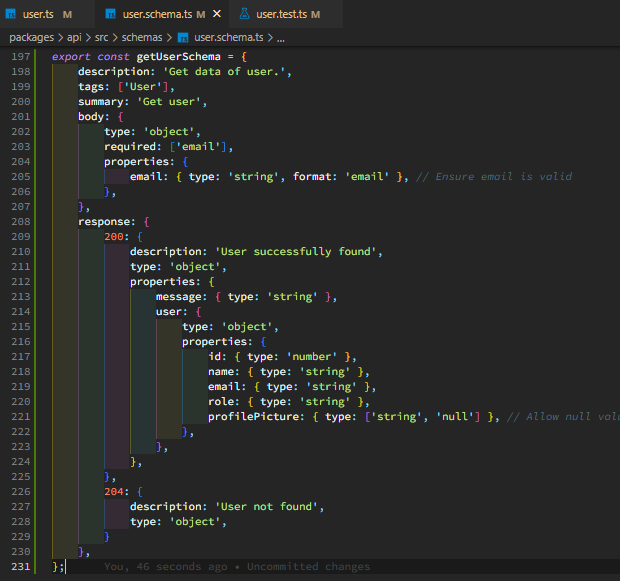 user.ts M
user.schema.ts M ×
user.test.ts M
packages > api > src > schemas > user.schema.ts > ...
197 export const getUserSchema = {
198 description: 'Get data of user.',
199 tags: ['User'],
200 summary: 'Get user',
201 body: {
202 type: 'object',
203 required: ['email'],
204 properties: {
205 email: { type: 'string', format: 'email' }, // Ensure email is valid
206 },
207 },
208 response: {
209 200: {
210 description: 'User successfully found',
211 type: 'object',
212 properties: {
213 message: { type: 'string' },
214 user: {
215 type: 'object',
216 properties: {
217 id: { type: 'number' },
218 name: { type: 'string' },
219 email: { type: 'string' },
220 role: { type: 'string' },
221 profilePicture: { type: ['string', 'null'] }, // Allow null
222 },
223 },
224 },
225 },
226 204: {
227 description: 'User not found',
228 type: 'object',
229 }
230 },
231 }; You, 46 seconds ago • Uncommitted changes